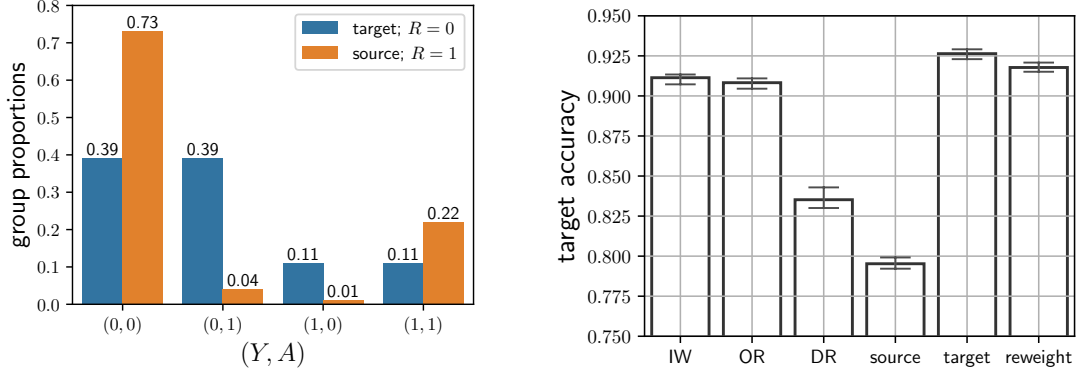 0.8
0.7
0.6
0.5
0.4
0.3
0.2
0.1
0.0
group proportions
0.39
0.73
0.39
0.04
0.11
0.01
0.11
0.22
target; R = 0
source; R = 1
(0, 0)
(0, 1)
(1, 0)
(1, 1)
(Y, A)
0.950
0.925
0.900
0.875
0.850
0.825
0.800
0.775
0.750
target accuracy
IW
OR
DR
source
target
reweight